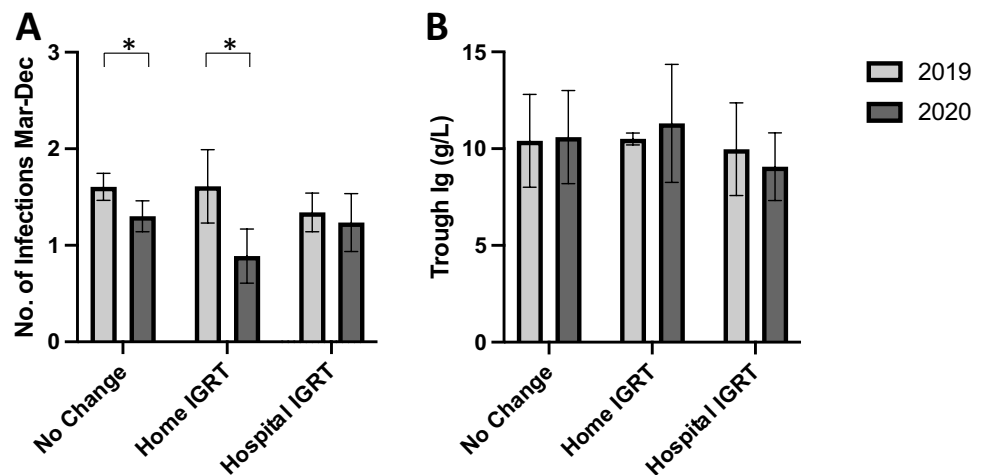 A
No. of Infections Mar-Dec
3
2
1
0
*
*
No Change
Home IGRT
Hospital IGRT
B
Trough Ig (g/L)
15
10
5
0
No Change
Home IGRT
Hospital IGRT
2019
2020